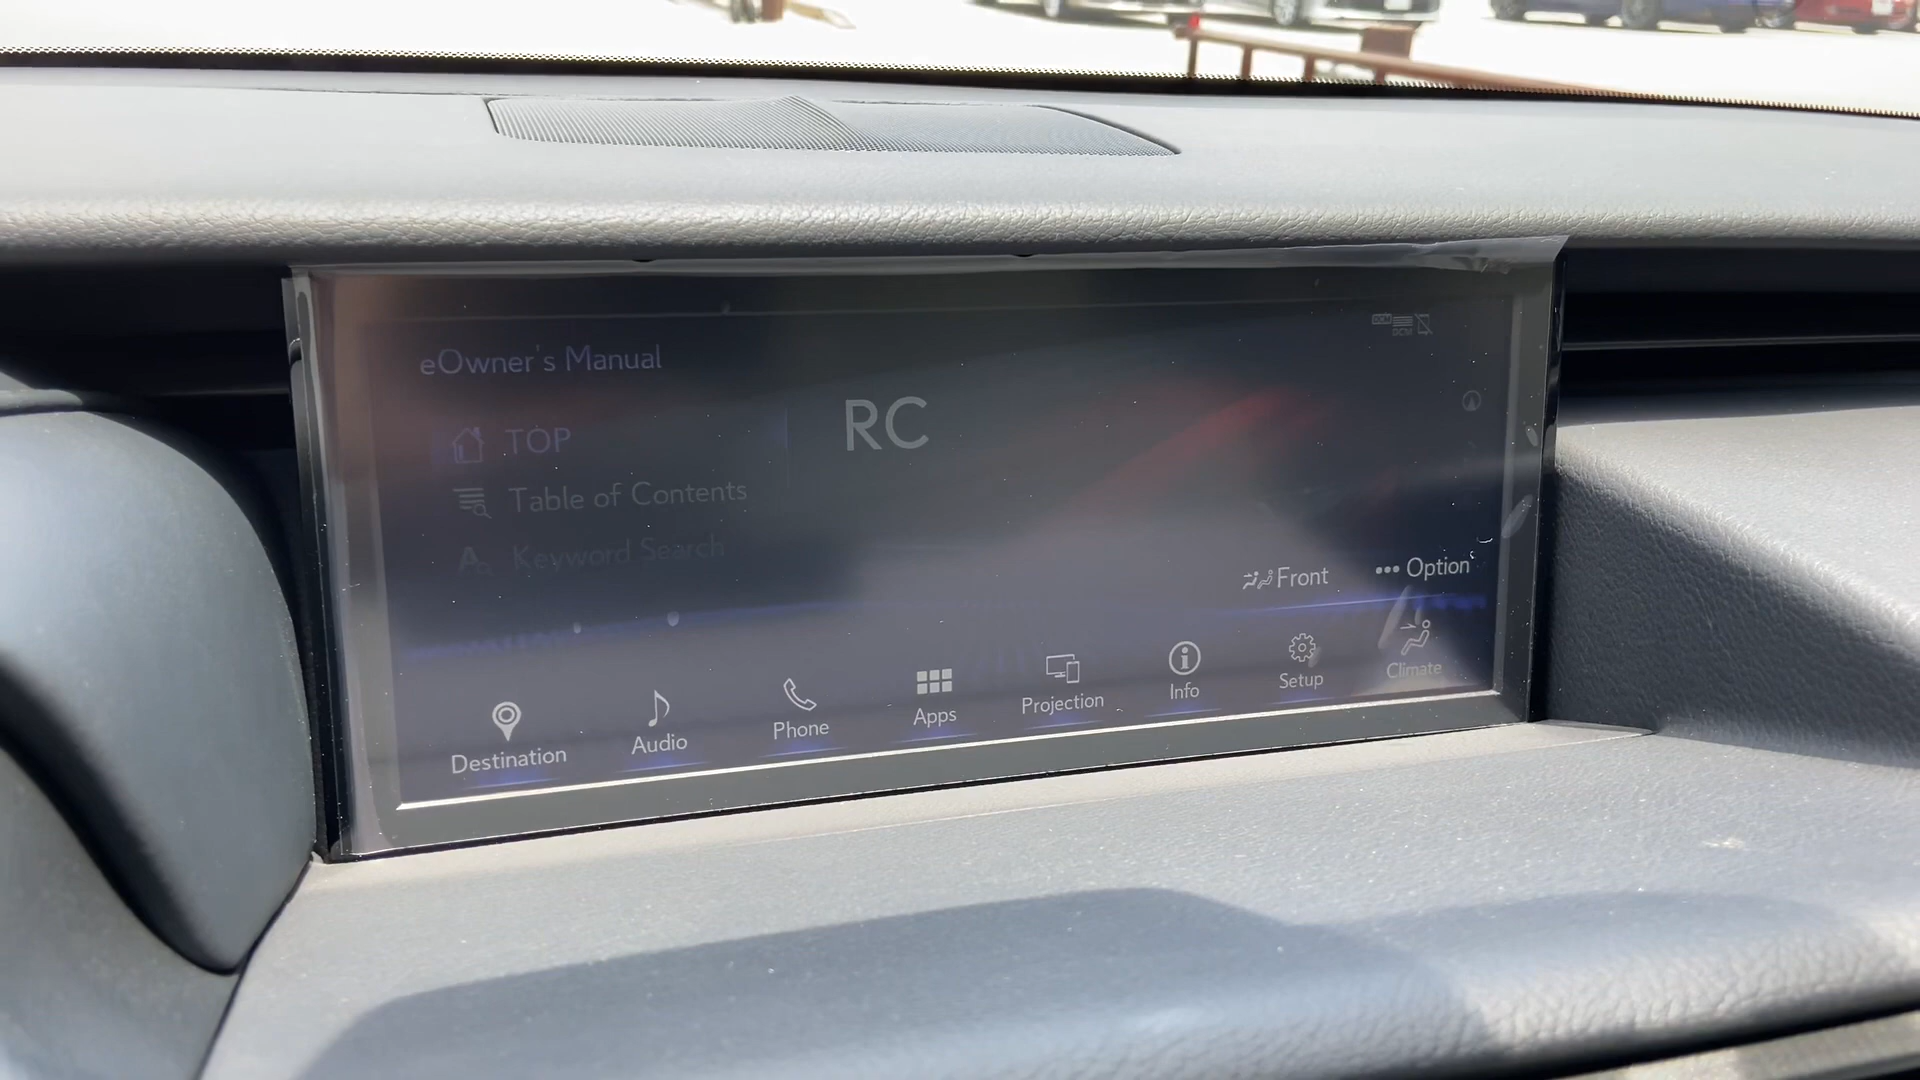 eOwner's Manual
TOP
RC
Table of Contents
Keyword Search
Front
Option
Destination
Audio
Phone
Apps
Projection
Info
Setup
Climate